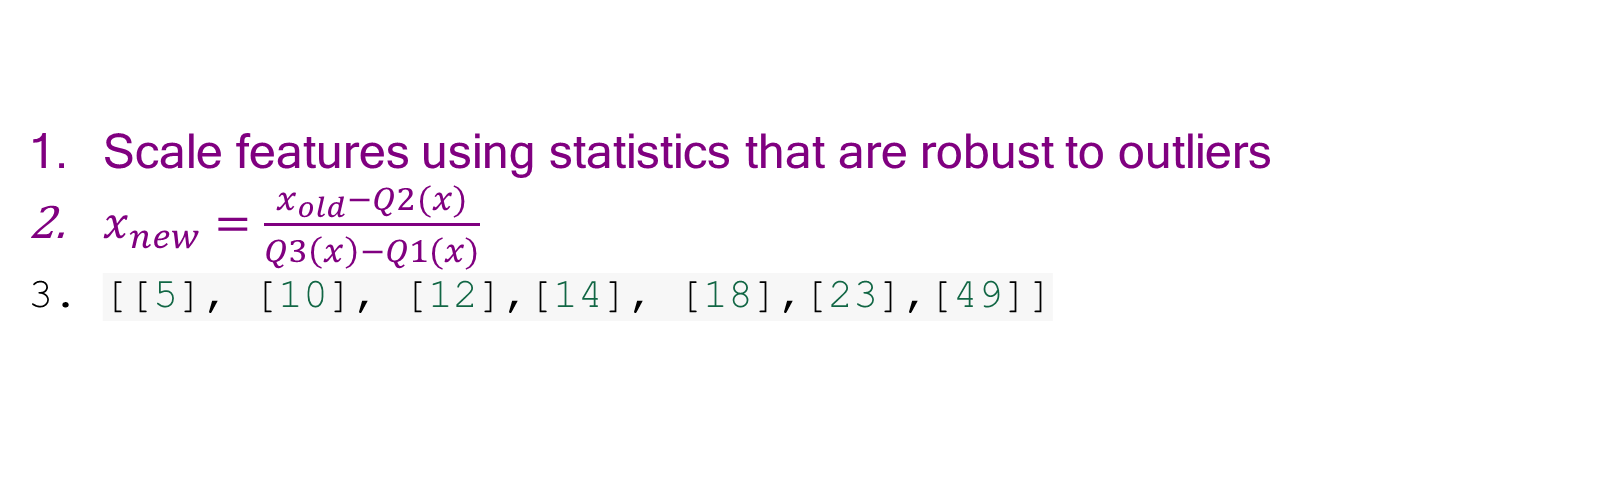 1. Scale features using statistics that are robust to outliers
2. x_new = (x_old−Q2(x))/(Q3(x)−Q1(x))
3. [[5], [10], [12],[14], [18],[23],[49]]